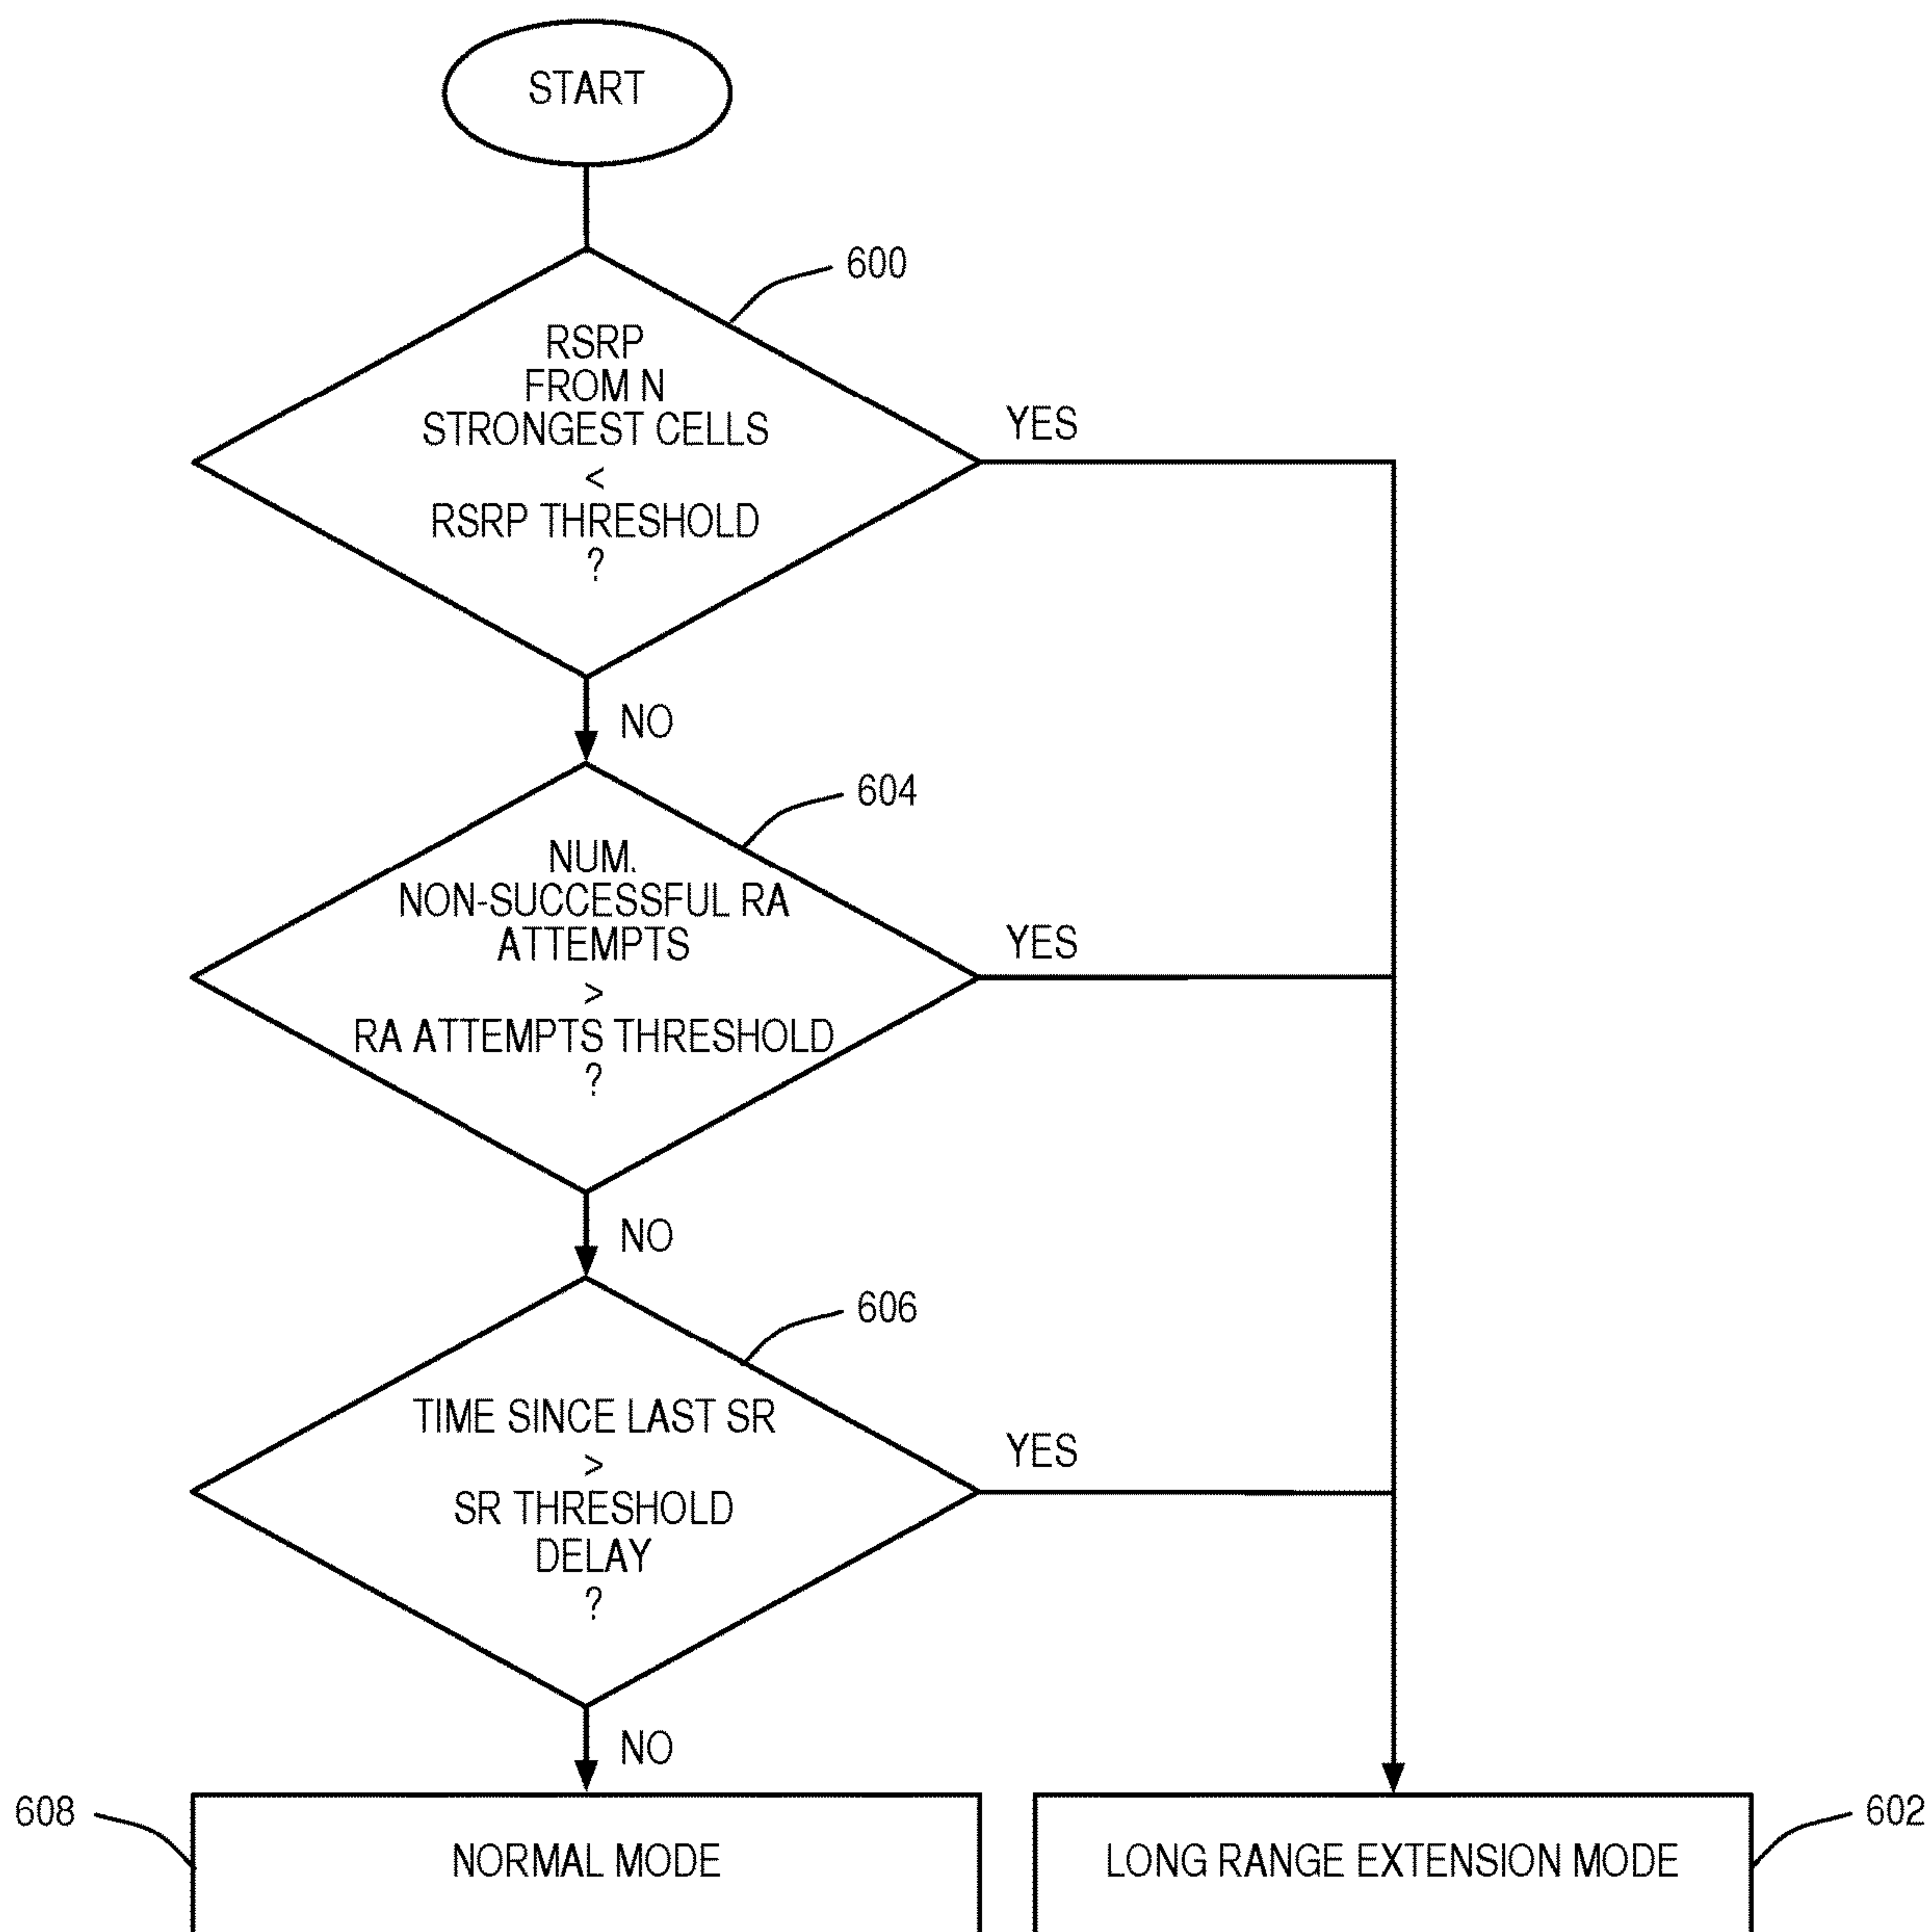 START
600
RSRP
FROM N
STRONGEST CELLS
<
RSRP THRESHOLD
?
YES
NO
604
NUM.
NON-SUCCESSFUL RA
ATTEMPTS
>
RA ATTEMPTS THRESHOLD
?
YES
NO
606
TIME SINCE LAST SR
>
SR THRESHOLD
DELAY
?
YES
NO
608
NORMAL MODE
LONG RANGE EXTENSION MODE
602